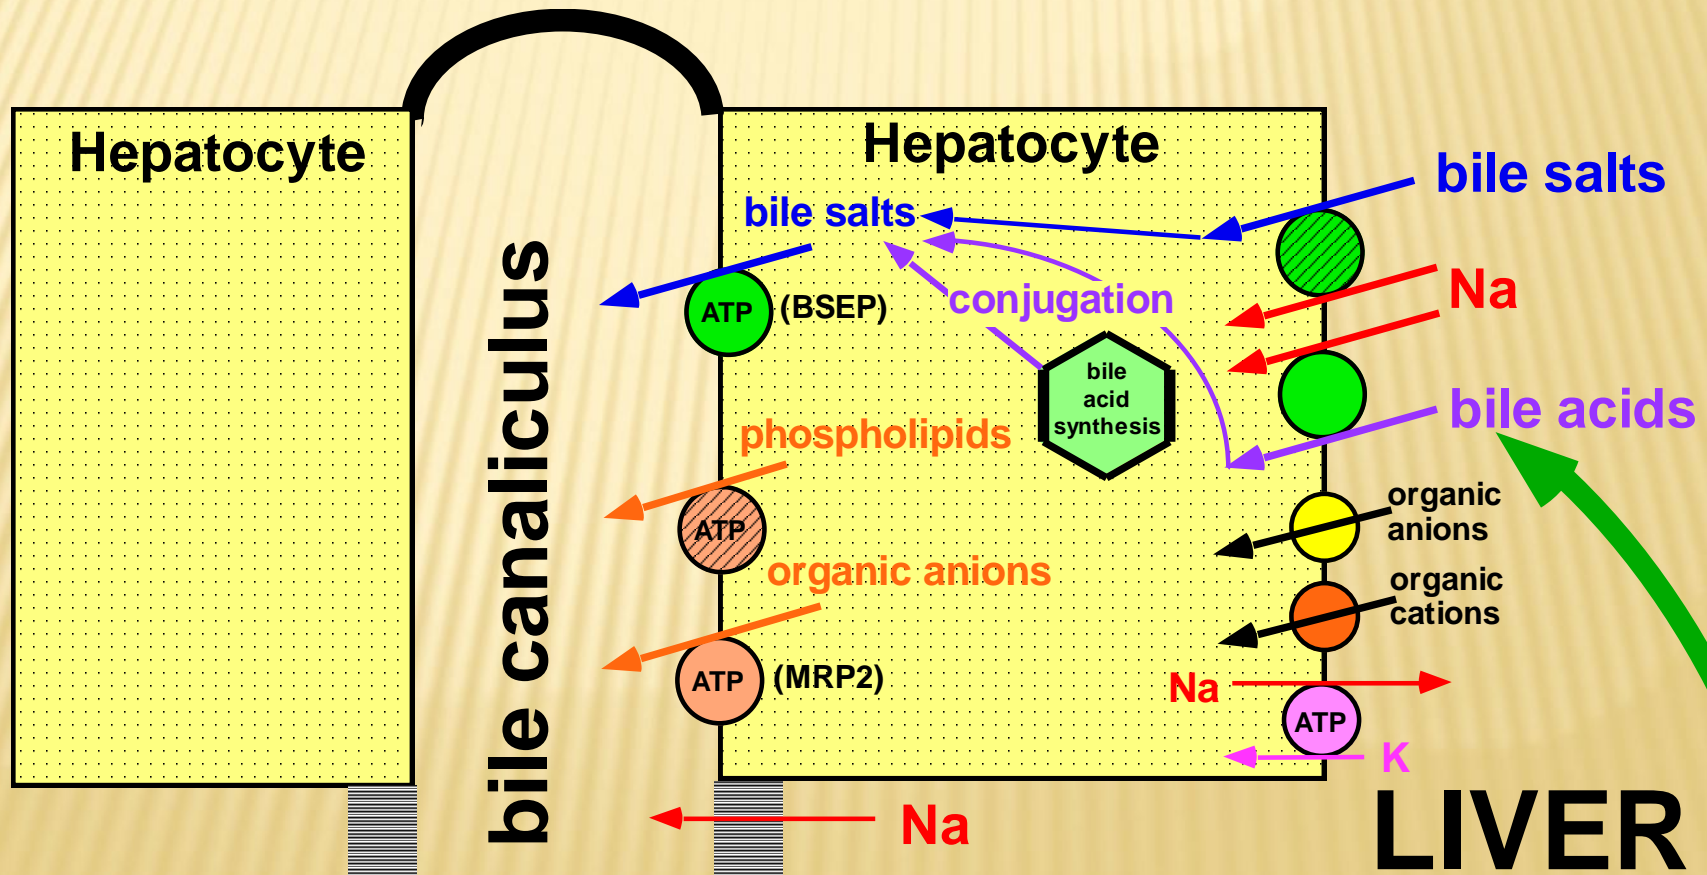 Hepatocyte
Hepatocyte
bile salts
bile salts
Na
ATP
(BSEP)
conjugation
bile
acid
synthesis
bile acids
bile canaliculus
phospholipids
ATP
organic
anions
organic anions
organic
cations
ATP
(MRP2)
Na
ATP
K
Na
LIVER